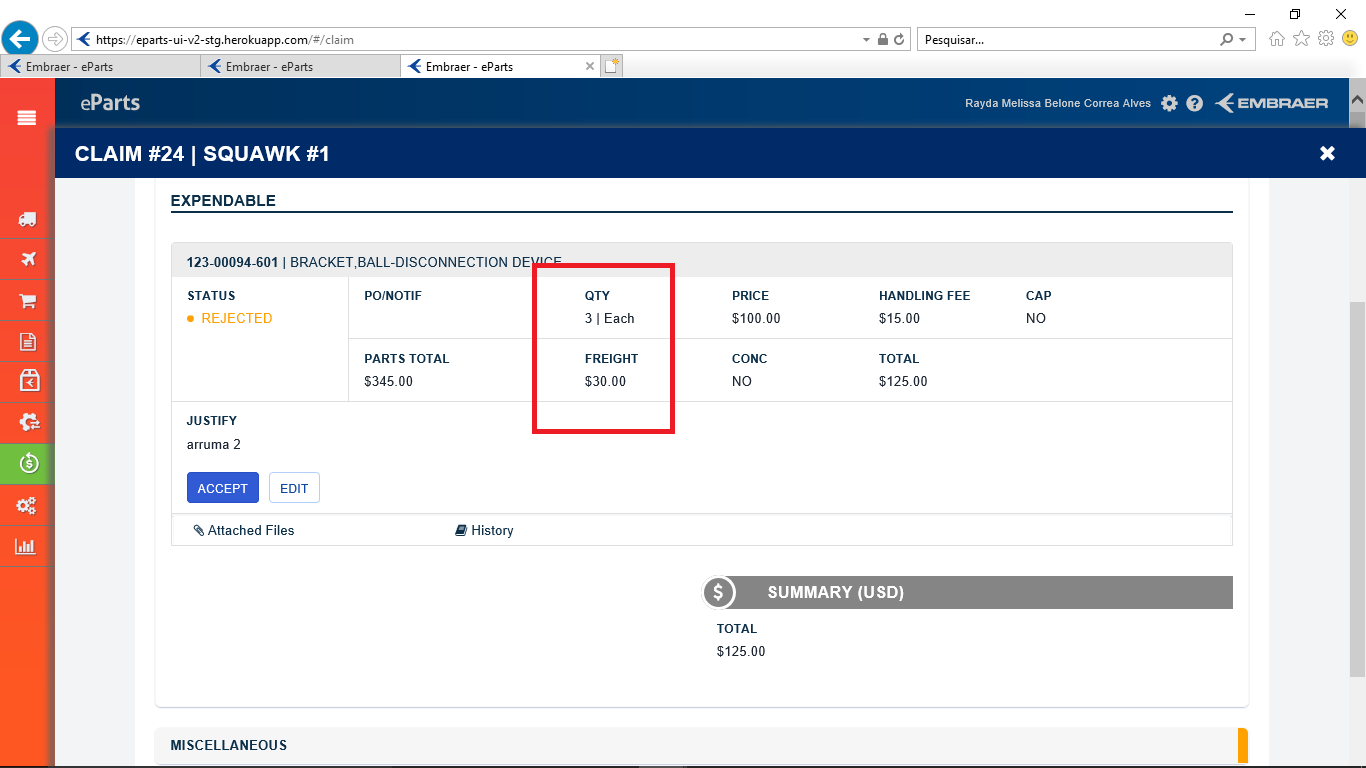 https://eparts-ui-v2-stg.herokuapp.com/#/claim
Pesquisar...
Embraer - eParts
Embraer - eParts
Embraer - eParts
eParts
Rayda Melissa Belone Correa Alves
EMBRAER
CLAIM #24 | SQUAWK #1
EXPENDABLE
123-00094-601 | BRACKET,BALL-DISCONNECTION DEVICE
STATUS
REJECTED
PO/NOTIF
QTY
3 | Each
PRICE
$100.00
HANDLING FEE
$15.00
CAP
NO
PARTS TOTAL
$345.00
FREIGHT
$30.00
CONC
NO
TOTAL
$125.00
JUSTIFY
arruma 2
ACCEPT
EDIT
Attached Files
History
$
SUMMARY (USD)
TOTAL
$125.00
MISCELLANEOUS